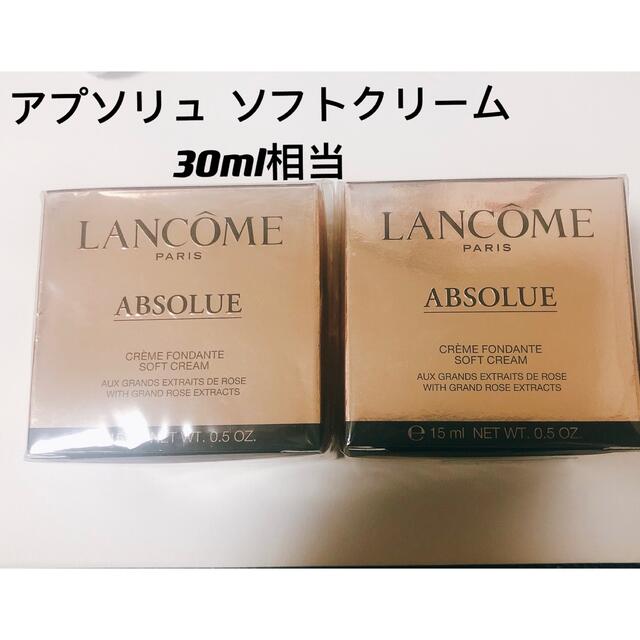 アプソリュ ソフトクリーム
30ml相当
LANCÔME
PARIS
ABSOLUE
CRÈME FONDANTE
SOFT CREAM
AUX GRANDS EXTRAITS DE ROSE
WITH GRAND ROSE EXTRACTS
NET WT. 0.5 OZ.
LANCÔME
PARIS
ABSOLUE
CRÈME FONDANTE
SOFT CREAM
AUX GRANDS EXTRAITS DE ROSE
WITH GRAND ROSE EXTRACTS
℮ 15 ml NET WT. 0.5 OZ.